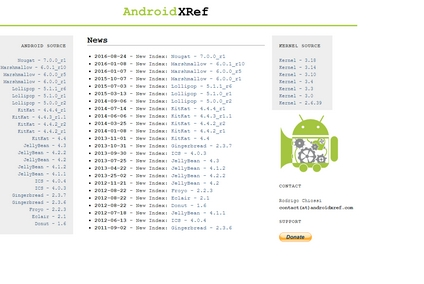 AndroidXRef
ANDROID SOURCE
Nougat - 7.0.0_r1
Marshmallow - 6.0.1_r10
Marshmallow - 6.0.0_r5
Marshmallow - 6.0.0_r1
Lollipop - 5.1.1_r6
Lollipop - 5.1.0_r1
Lollipop - 5.0.0_r2
KitKat - 4.4.4_r1
KitKat - 4.4.3_r1.1
KitKat - 4.4.2_r2
KitKat - 4.4.2_r1
KitKat - 4.4
JellyBean - 4.3
JellyBean - 4.2.2
JellyBean - 4.2
JellyBean - 4.1.2
JellyBean - 4.1.1
ICS - 4.0.4
ICS - 4.0.3
Gingerbread - 2.3.7
Gingerbread - 2.3.6
Froyo - 2.2.3
Eclair - 2.1
Donut - 1.6
News
2016-08-24 - New Index: Nougat - 7.0.0_r1
2016-01-08 - New Index: Marshmallow - 6.0.1_r10
2016-01-07 - New Index: Marshmallow - 6.0.0_r5
2015-10-07 - New Index: Marshmallow - 6.0.0_r1
2015-07-03 - New Index: Lollipop - 5.1.1_r6
2015-03-13 - New Index: Lollipop - 5.1.0_r1
2014-09-06 - New Index: Lollipop - 5.0.0_r2
2014-07-14 - New Index: KitKat - 4.4.4_r1
2014-06-06 - New Index: KitKat - 4.4.3_r1.1
2014-03-25 - New Index: KitKat - 4.4.2_r2
2014-01-08 - New Index: KitKat - 4.4.2_r1
2013-11-01 - New Index: KitKat - 4.4
2013-10-31 - New Index: Gingerbread - 2.3.7
2013-10-31 - New Index: ICS - 4.0.3
2013-07-25 - New Index: JellyBean - 4.3
2013-04-22 - New Index: JellyBean - 4.1.2
2013-25-02 - New Index: JellyBean - 4.2.2
2012-11-21 - New Index: JellyBean - 4.2
2012-08-22 - New Index: Froyo - 2.2.3
2012-08-22 - New Index: Eclair - 2.1
2012-08-22 - New Index: Donut - 1.6
2012-07-18 - New Index: JellyBean - 4.1.1
2012-06-13 - New Index: ICS - 4.0.4
2011-09-02 - New Index: Gingerbread - 2.3.6
KERNEL SOURCE
Kernel - 3.18
Kernel - 3.14
Kernel - 3.10
Kernel - 3.4
Kernel - 3.3
Kernel - 3.0
Kernel - 2.6.39
CONTACT
Rodrigo Chiossi
contact(at)androidxref.com
SUPPORT
Donate